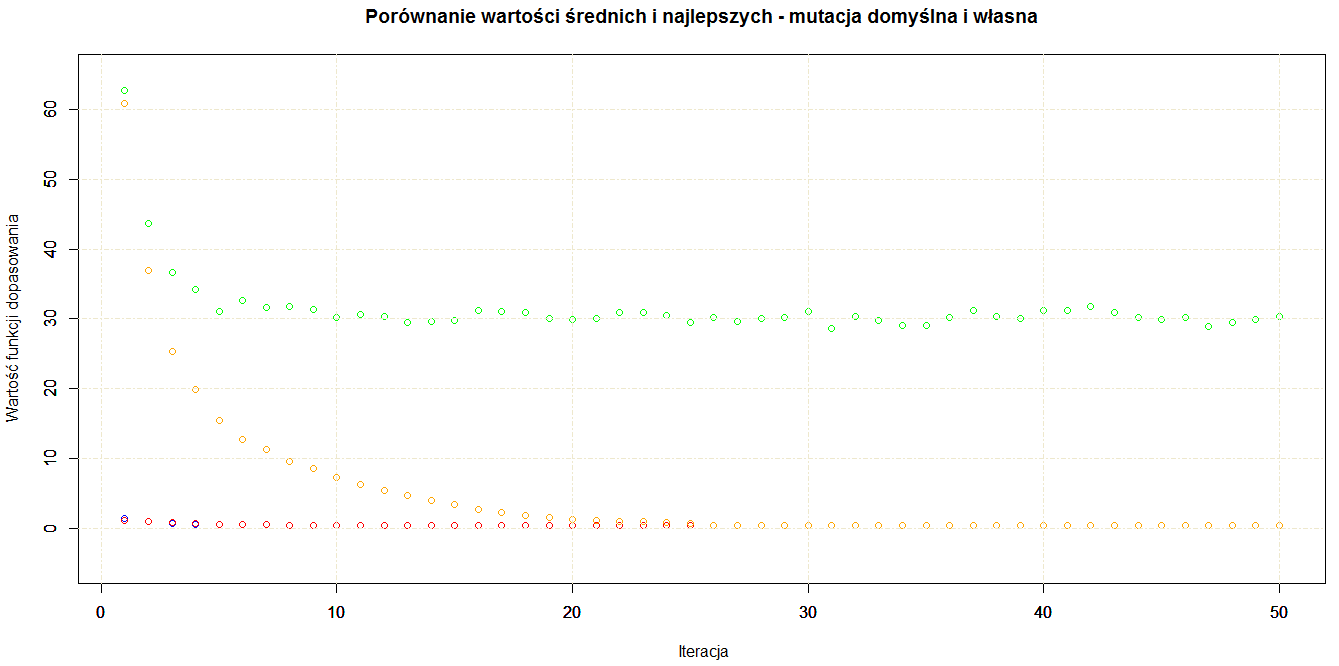 Porównanie wartości średnich i najlepszych - mutacja domyślna i własna
Wartość funkcji dopasowania
60
50
40
30
20
10
0
0 10 20 30 40 50
Iteracja